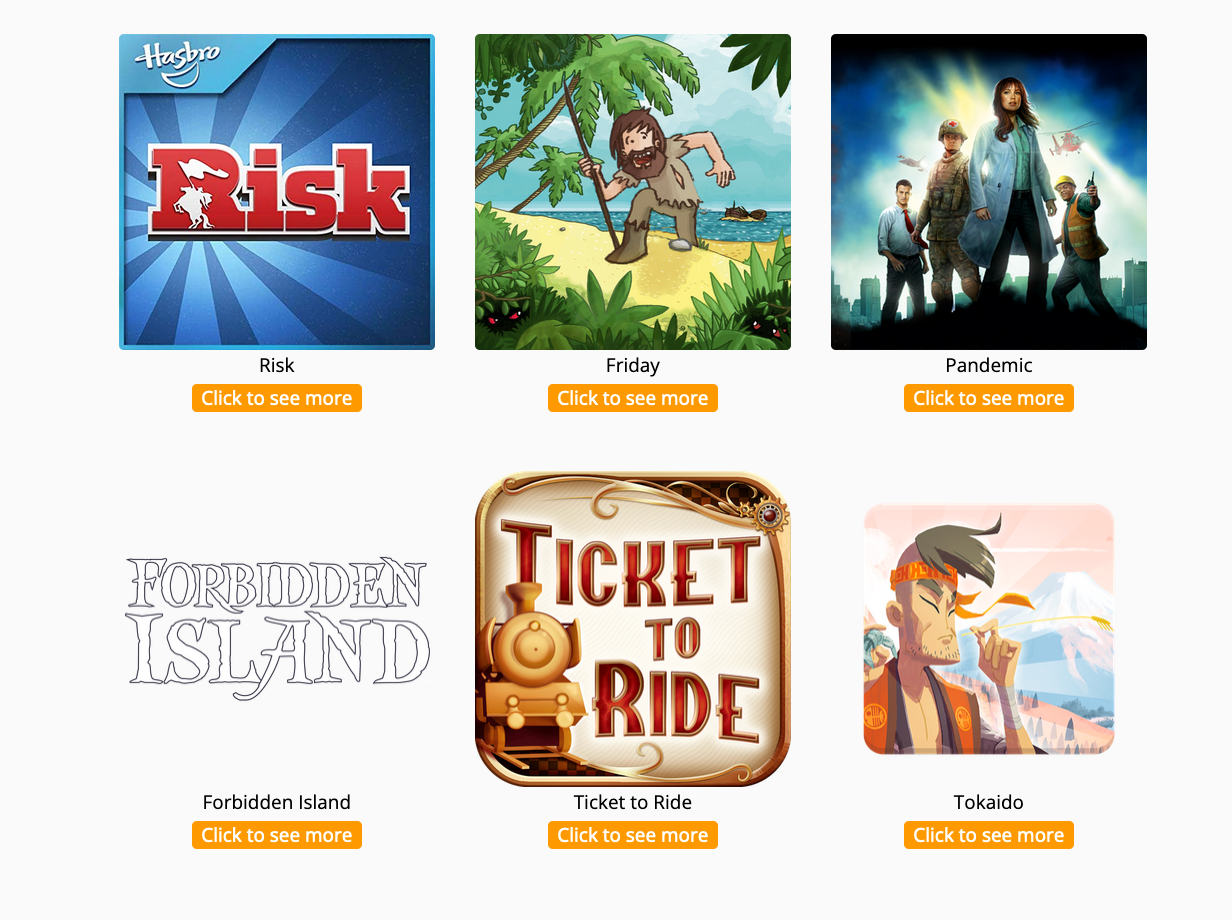 Hasbro
Risk
Risk
Friday
Pandemic
Click to see more
Click to see more
Click to see more
FORBIDDEN
ISLAND
TICKET
TO
RIDE
Forbidden Island
Ticket to Ride
Tokaido
Click to see more
Click to see more
Click to see more